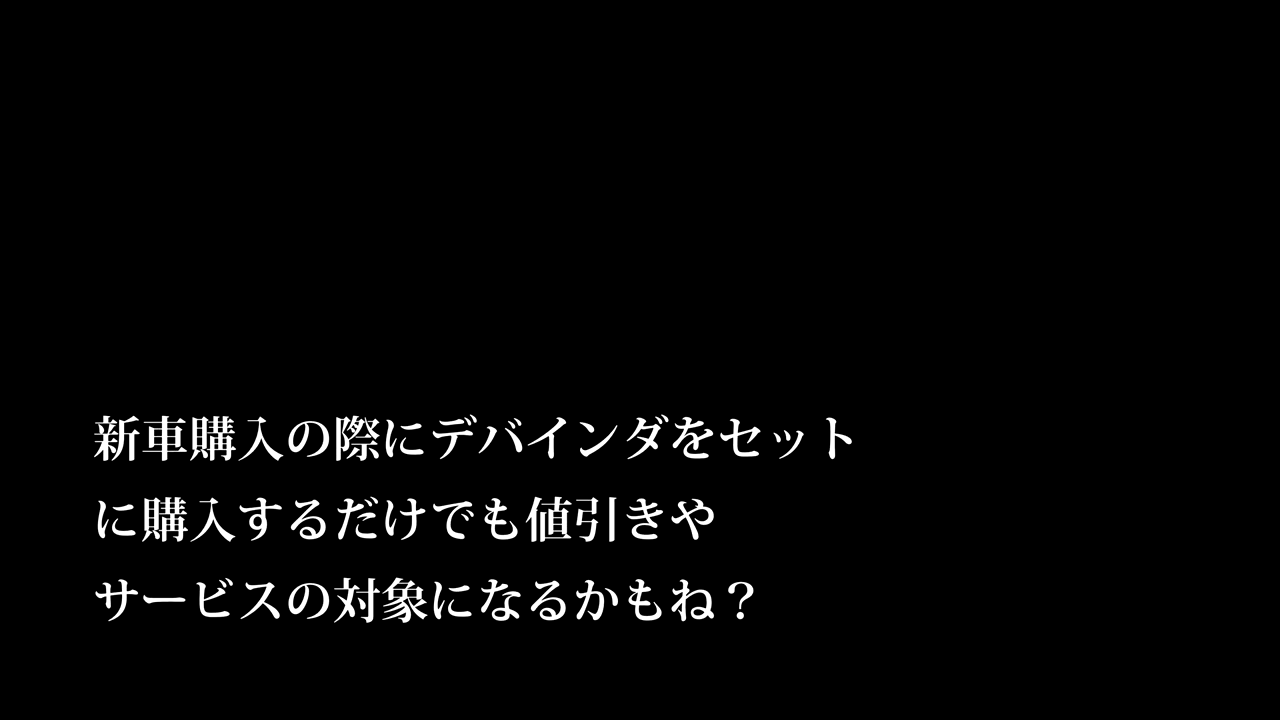 新車購入の際にデバインダをセット
に購入するだけでも値引きや
サービスの対象になるかもね？